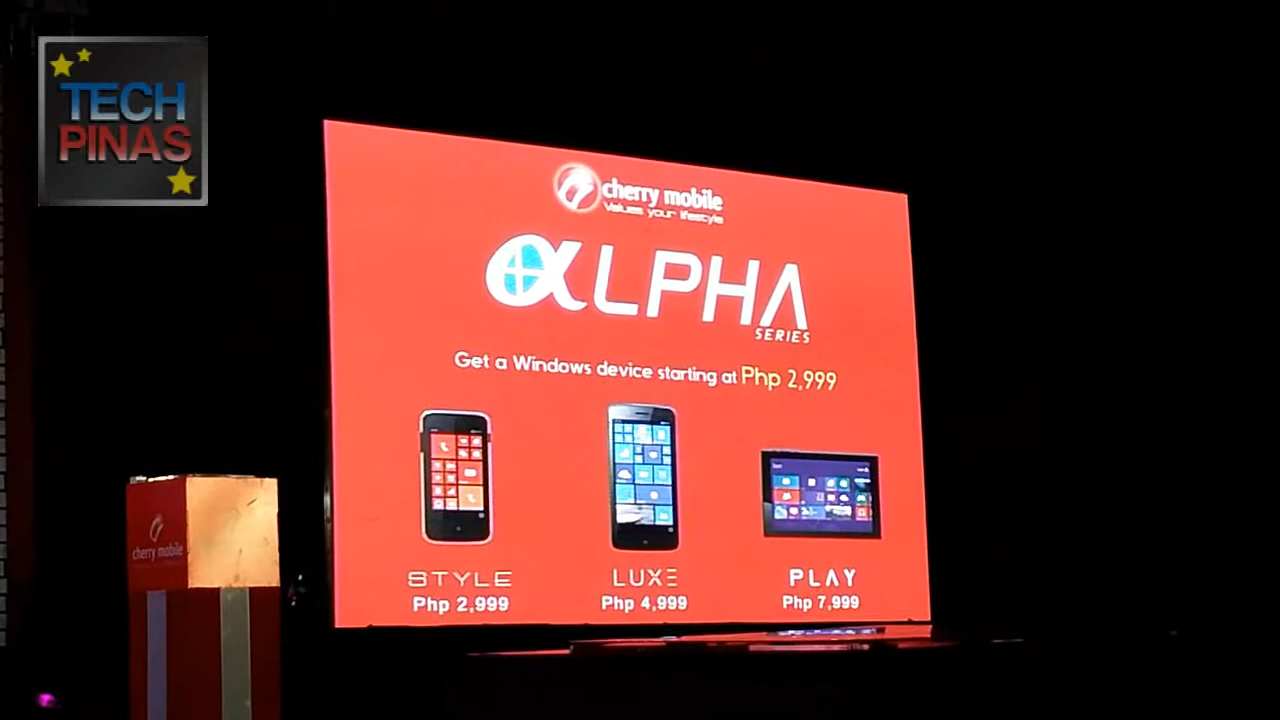 TECH
PINAS
cherry mobile
Values your lifestyle
αLPHA
SERIES
Get a Windows device starting at Php 2,999
STYLE
Php 2,999
LUXE
Php 4,999
PLAY
Php 7,999
cherry mobile